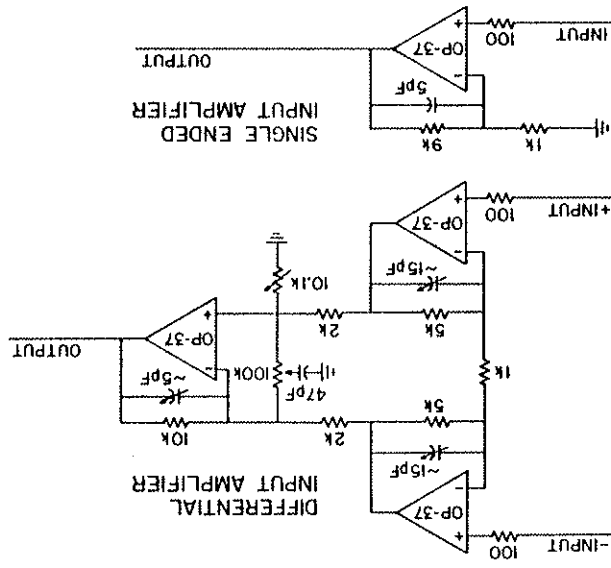 -INPUT
100
+
OP-37
-
~15pF
5k
2k
DIFFERENTIAL
INPUT AMPLIFIER
10k
~5pF
47pF
100k
-
OP-37
+
OUTPUT
1k
5k
2k
~15pF
10.1k
-
OP-37
+
+INPUT
100
1k
9k
5pF
SINGLE ENDED
INPUT AMPLIFIER
-
OP-37
+
INPUT
100
OUTPUT